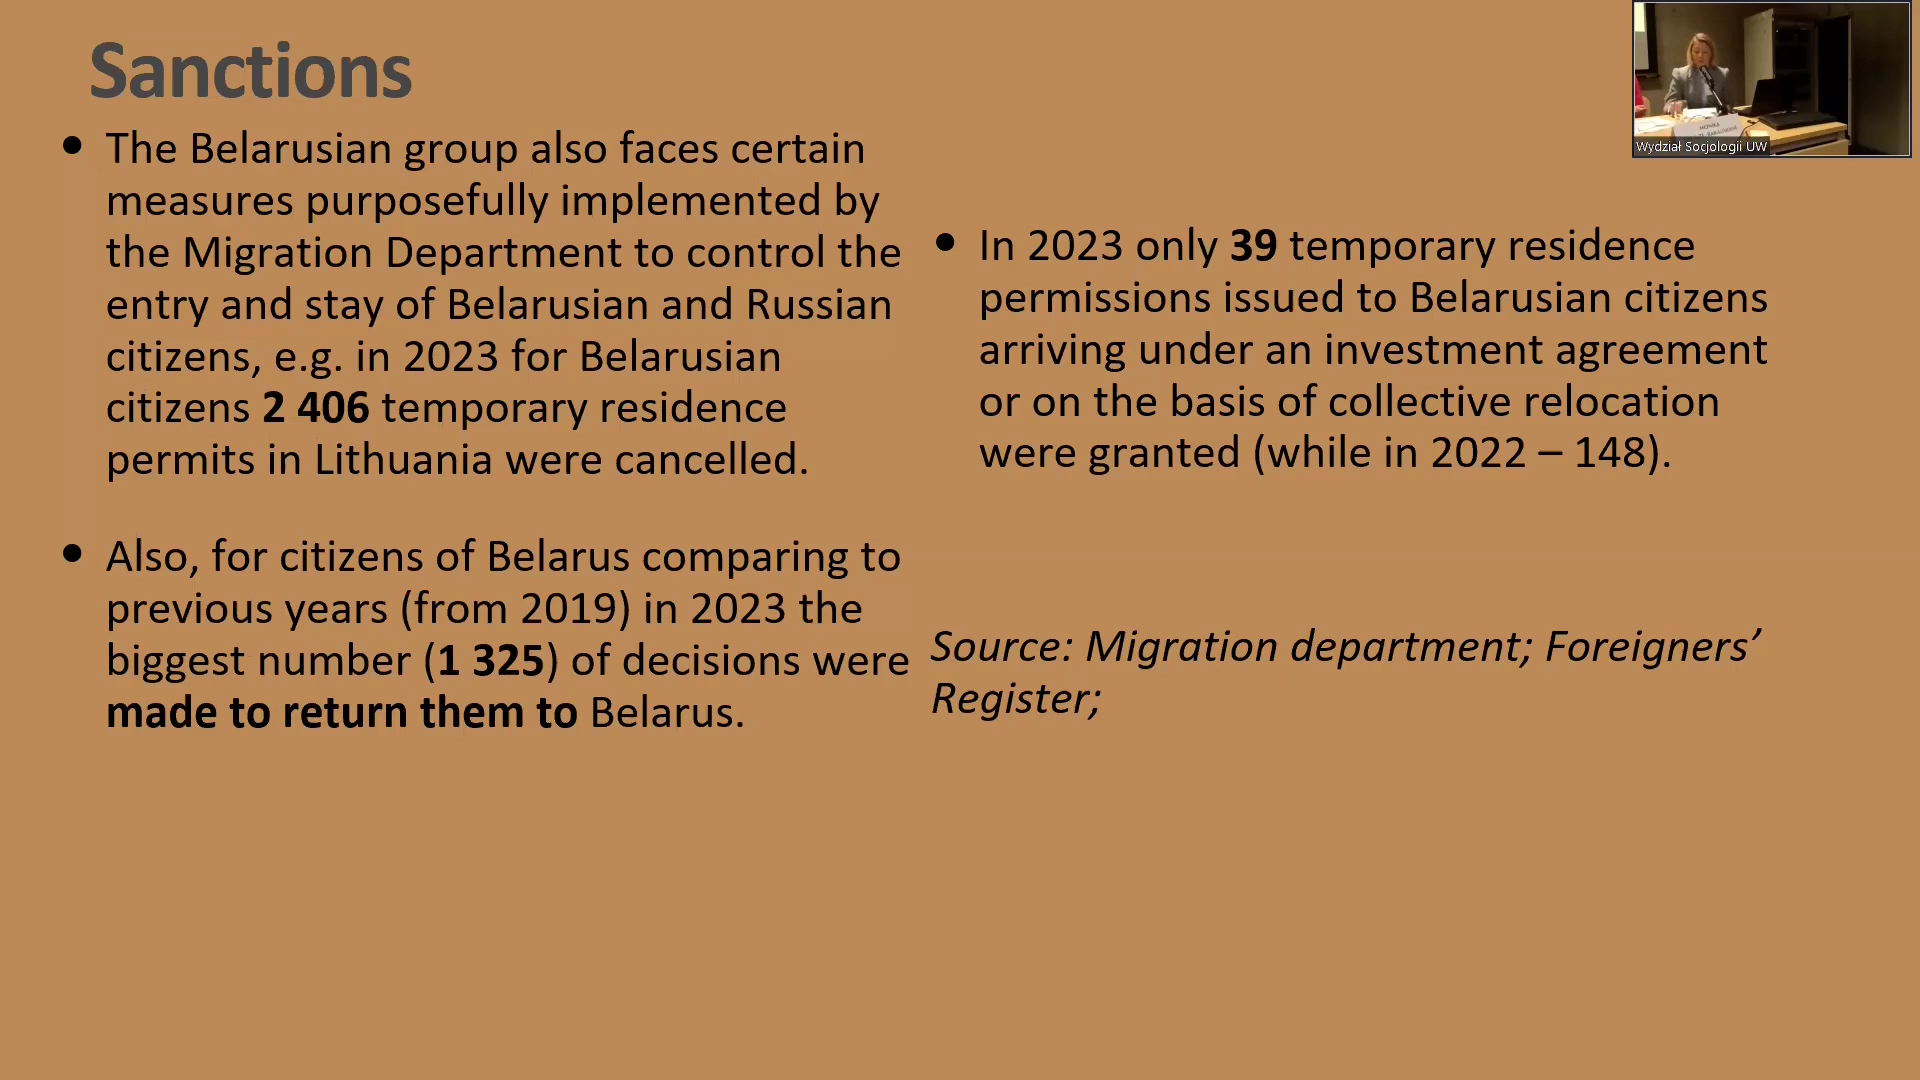 Sanctions
The Belarusian group also faces certain
measures purposefully implemented by
the Migration Department to control the
entry and stay of Belarusian and Russian
citizens, e.g. in 2023 for Belarusian
citizens 2 406 temporary residence
permits in Lithuania were cancelled.
Also, for citizens of Belarus comparing to
previous years (from 2019) in 2023 the
biggest number (1 325) of decisions were
made to return them to Belarus.
In 2023 only 39 temporary residence
permissions issued to Belarusian citizens
arriving under an investment agreement
or on the basis of collective relocation
were granted (while in 2022 – 148).
Source: Migration department; Foreigners’
Register;
Wydział Socjologii UW